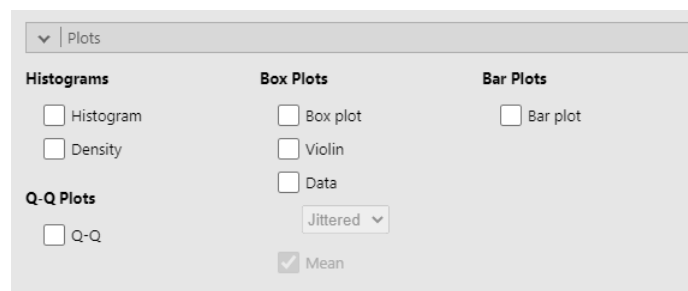 Plots
Histograms
Histogram
Density
Q-Q Plots
Q-Q
Box Plots
Box plot
Violin
Data
Jittered
Mean
Bar Plots
Bar plot